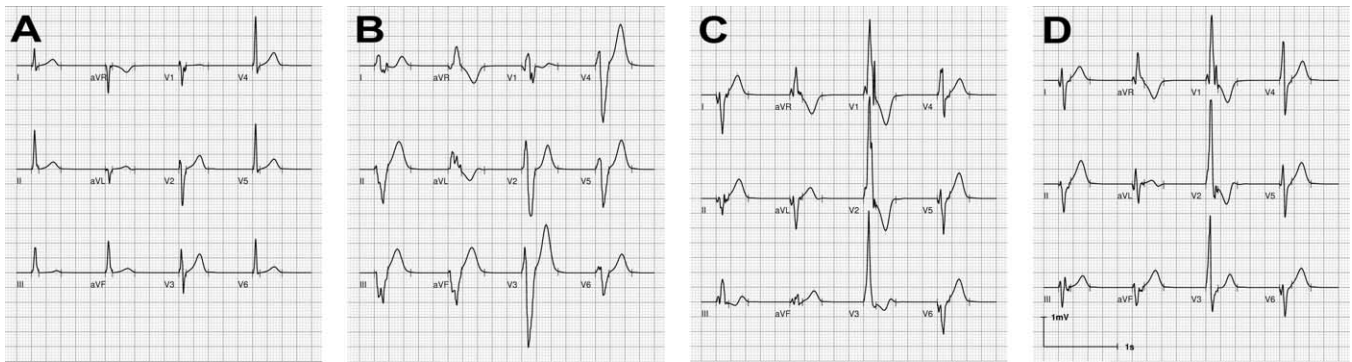 A
I aVR V1 V4
II aVL V2 V5
III aVF V3 V6
B
I aVR V1 V4
II aVL V2 V5
III aVF V3 V6
C
I aVR V1 V4
II aVL V2 V5
III aVF V3 V6
D
I aVR V1 V4
II aVL V2 V5
III aVF V3 V6
1mV
1s